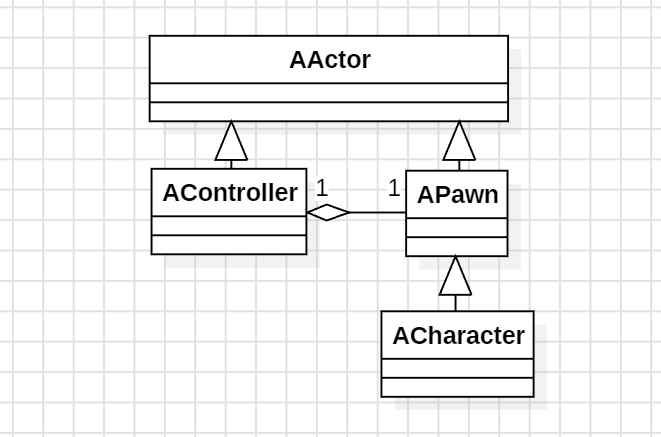 AActor
AController
1
1
APawn
ACharacter